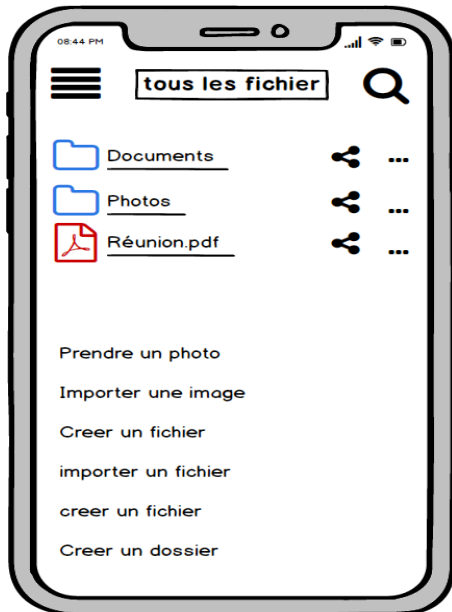 08:44 PM
tous les fichier
Documents
...
Photos
...
Réunion.pdf
...
Prendre un photo
Importer une image
Creer un fichier
importer un fichier
creer un fichier
Creer un dossier